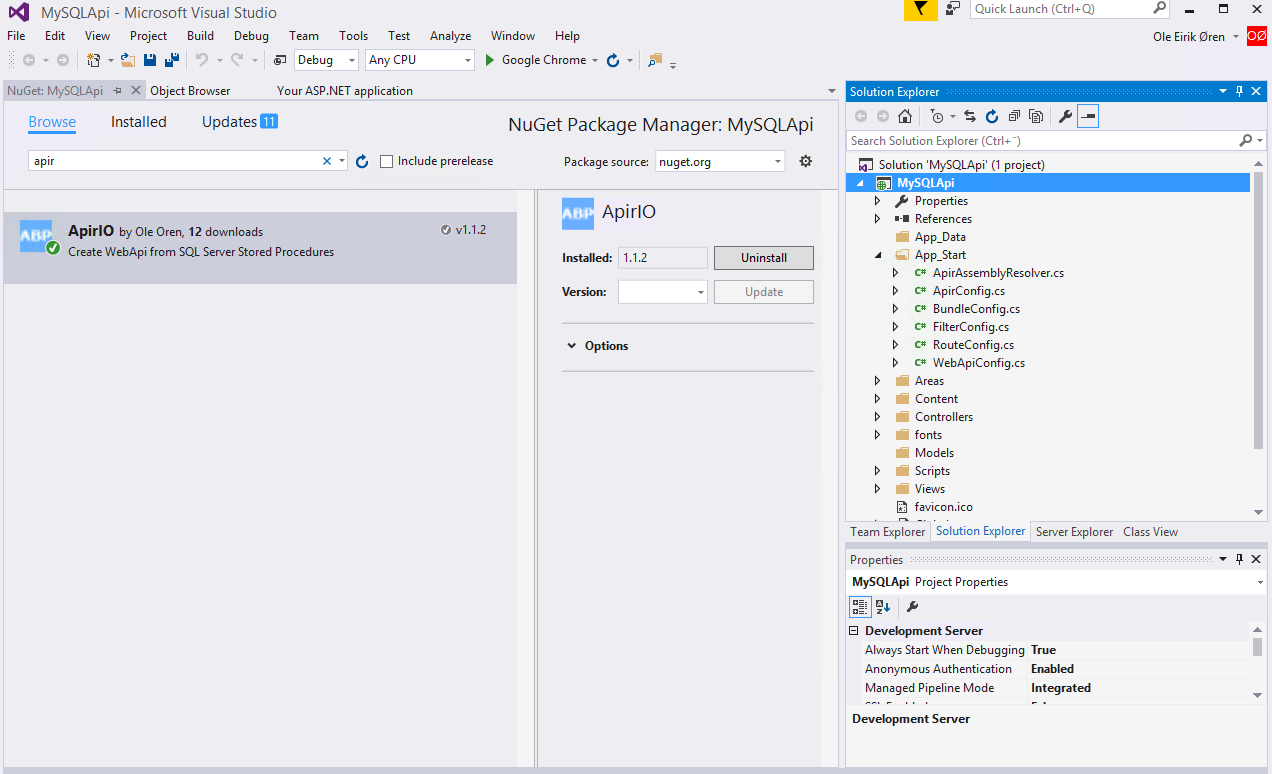 MySQLApi - Microsoft Visual Studio
Quick Launch (Ctrl+Q)
File Edit View Project Build Debug Team Tools Test Analyze Window Help
Ole Eirik Øren OØ
Debug Any CPU Google Chrome
NuGet: MySQLApi Object Browser Your ASP.NET application
Browse Installed Updates 11
NuGet Package Manager: MySQLApi
apir
Include prerelease
Package source: nuget.org
ABP
ApirIO by Ole Oren, 12 downloads
v1.1.2
Create WebApi from SQL Server Stored Procedures
ABP
ApirIO
Installed: 1.1.2 Uninstall
Version: Update
Options
Solution Explorer
Search Solution Explorer (Ctrl+¨)
Solution 'MySQLApi' (1 project)
MySQLApi
Properties
References
App_Data
App_Start
C# ApirAssemblyResolver.cs
C# ApirConfig.cs
C# BundleConfig.cs
C# FilterConfig.cs
C# RouteConfig.cs
C# WebApiConfig.cs
Areas
Content
Controllers
fonts
Models
Scripts
Views
favicon.ico
Team Explorer Solution Explorer Server Explorer Class View
Properties
MySQLApi Project Properties
Development Server
Always Start When Debugging True
Anonymous Authentication Enabled
Managed Pipeline Mode Integrated
Development Server